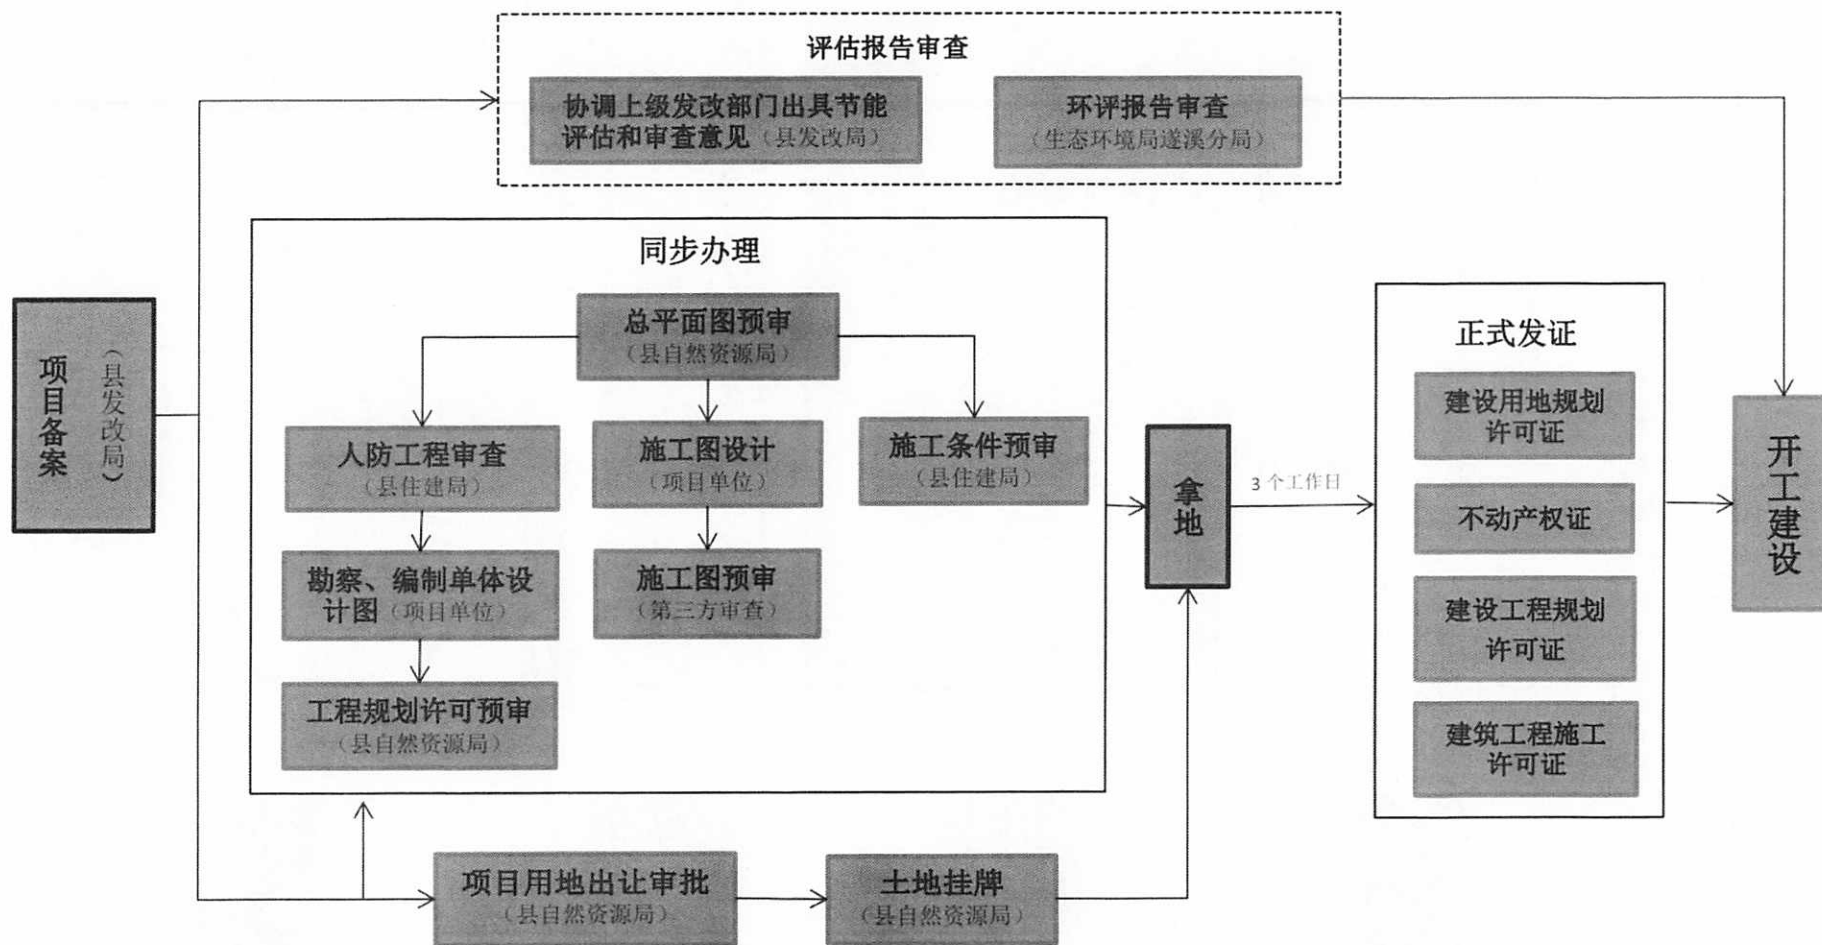 评估报告审查
协调上级发改部门出具节能
评估和审查意见（县发改局）
环评报告审查
（生态环境局遂溪分局）
项目备案
（县发改局）
同步办理
总平面图预审
（县自然资源局）
人防工程审查
（县住建局）
施工图设计
（项目单位）
施工条件预审
（县住建局）
勘察、编制单体设
计图（项目单位）
施工图预审
（第三方审查）
工程规划许可预审
（县自然资源局）
项目用地出让审批
（县自然资源局）
土地挂牌
（县自然资源局）
拿地
3个工作日
正式发证
建设用地规划
许可证
不动产权证
建设工程规划
许可证
建筑工程施工
许可证
开工建设